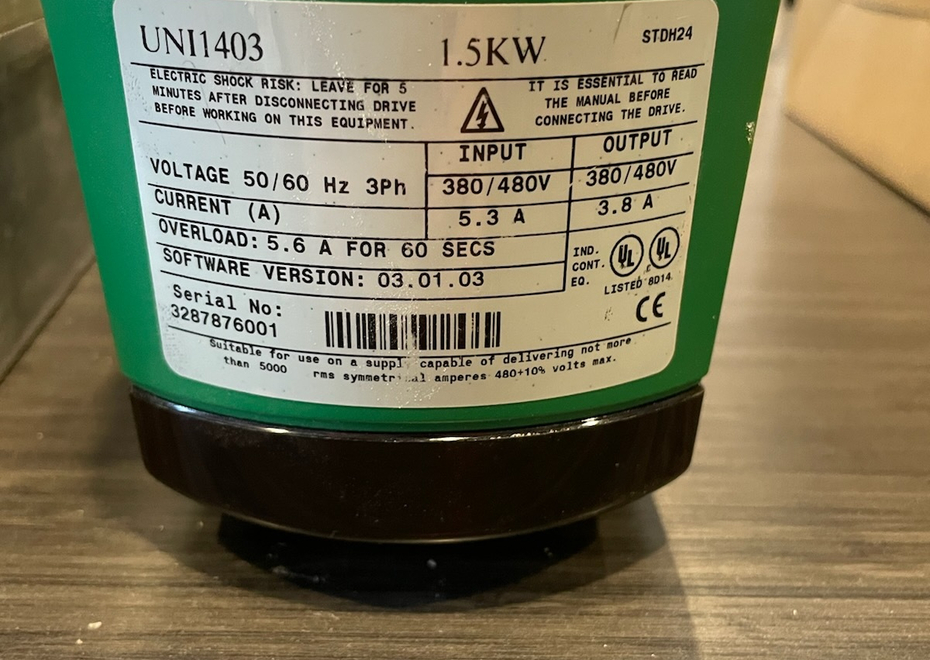 UNI1403 1.5KW STDH24
ELECTRIC SHOCK RISK: LEAVE FOR 5
MINUTES AFTER DISCONNECTING DRIVE
BEFORE WORKING ON THIS EQUIPMENT.
IT IS ESSENTIAL TO READ
THE MANUAL BEFORE
CONNECTING THE DRIVE.
INPUT OUTPUT
VOLTAGE 50/60 Hz 3Ph 380/480V 380/480V
CURRENT (A) 5.3 A 3.8 A
OVERLOAD: 5.6 A FOR 60 SECS
SOFTWARE VERSION: 03.01.03
IND.
CONT.
EQ.
UL UL
LISTED 8D14
CE
Serial No:
3287876001
Suitable for use on a suppl capable of delivering not more
than 5000 rms amperes 480+10% volts max.